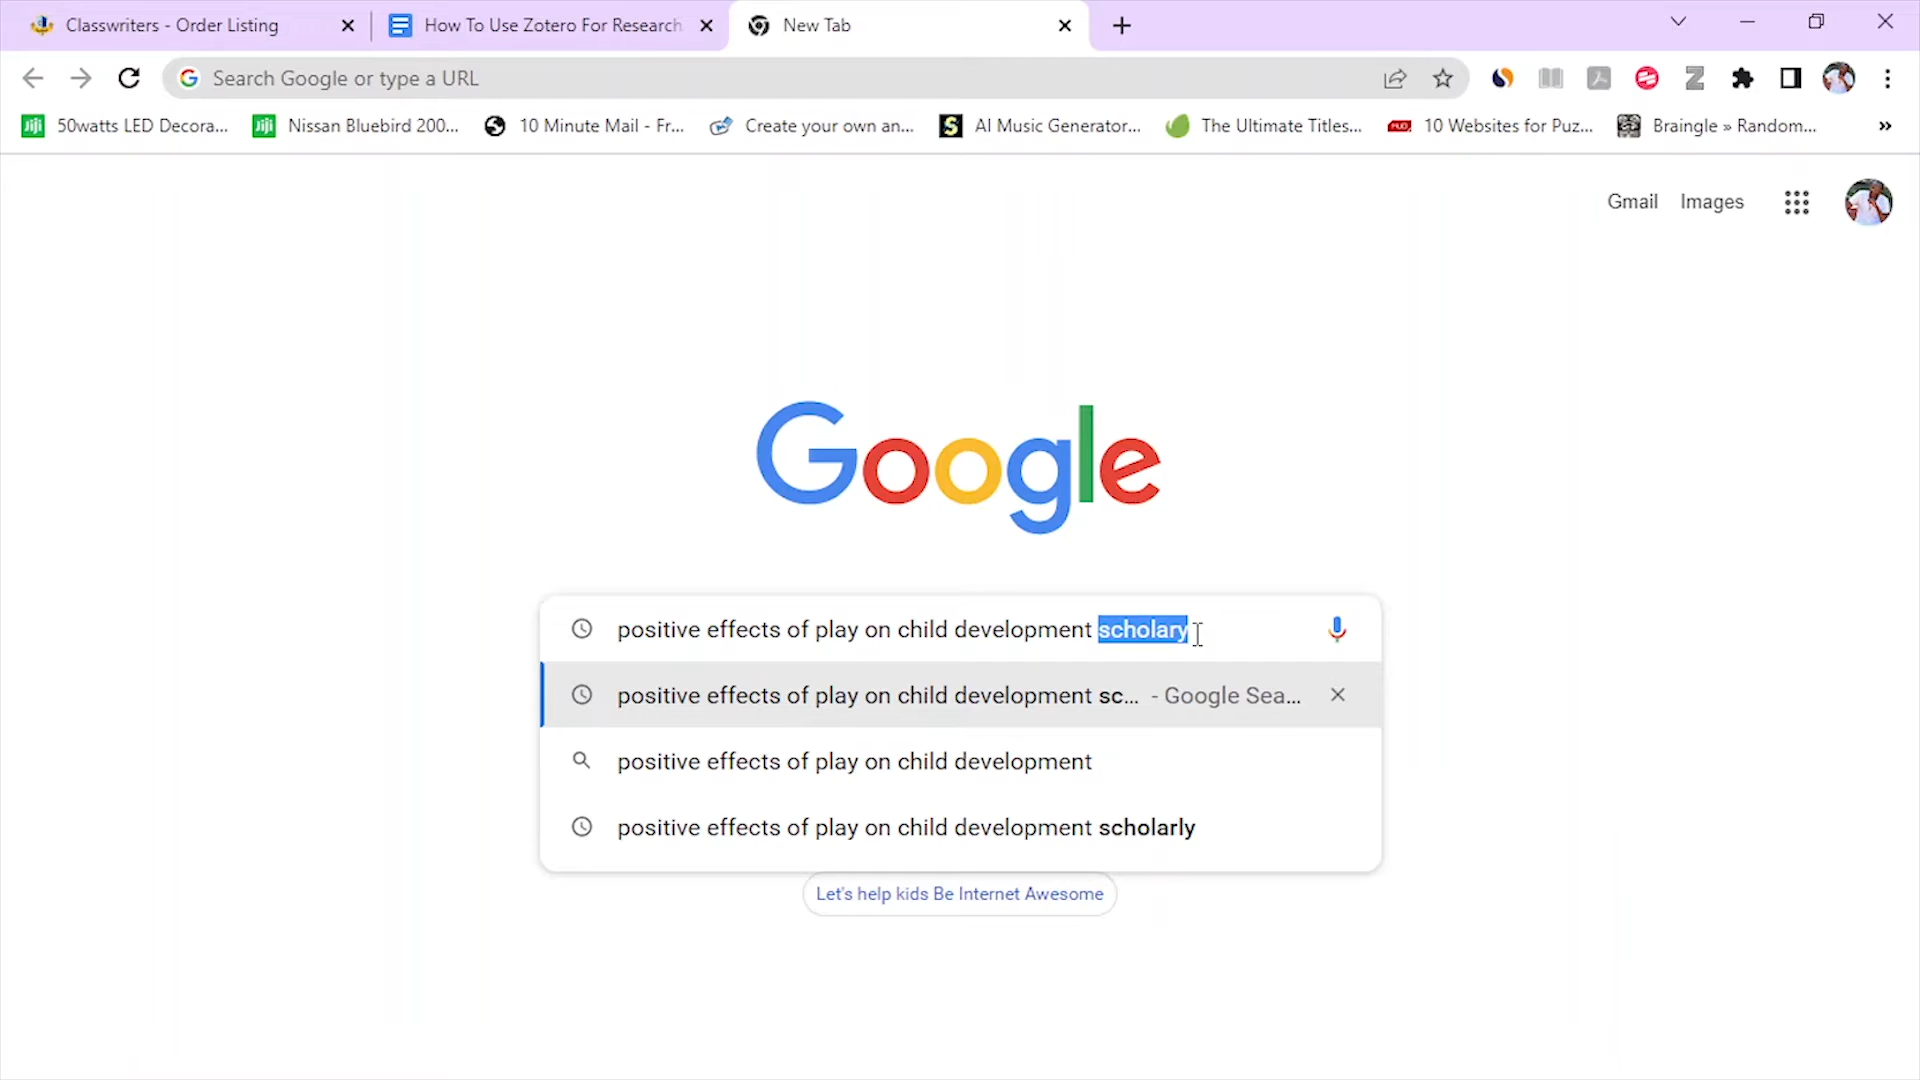 Classwriters - Order Listing
How To Use Zotero For Research
New Tab
Search Google or type a URL
50watts LED Decora...
Nissan Bluebird 200...
10 Minute Mail - Fr...
Create your own an...
AI Music Generator...
The Ultimate Titles...
10 Websites for Puz...
Braingle » Random...
Gmail
Images
Google
positive effects of play on child development scholary
positive effects of play on child development sc... - Google Sea...
positive effects of play on child development
positive effects of play on child development scholarly
Let's help kids Be Internet Awesome